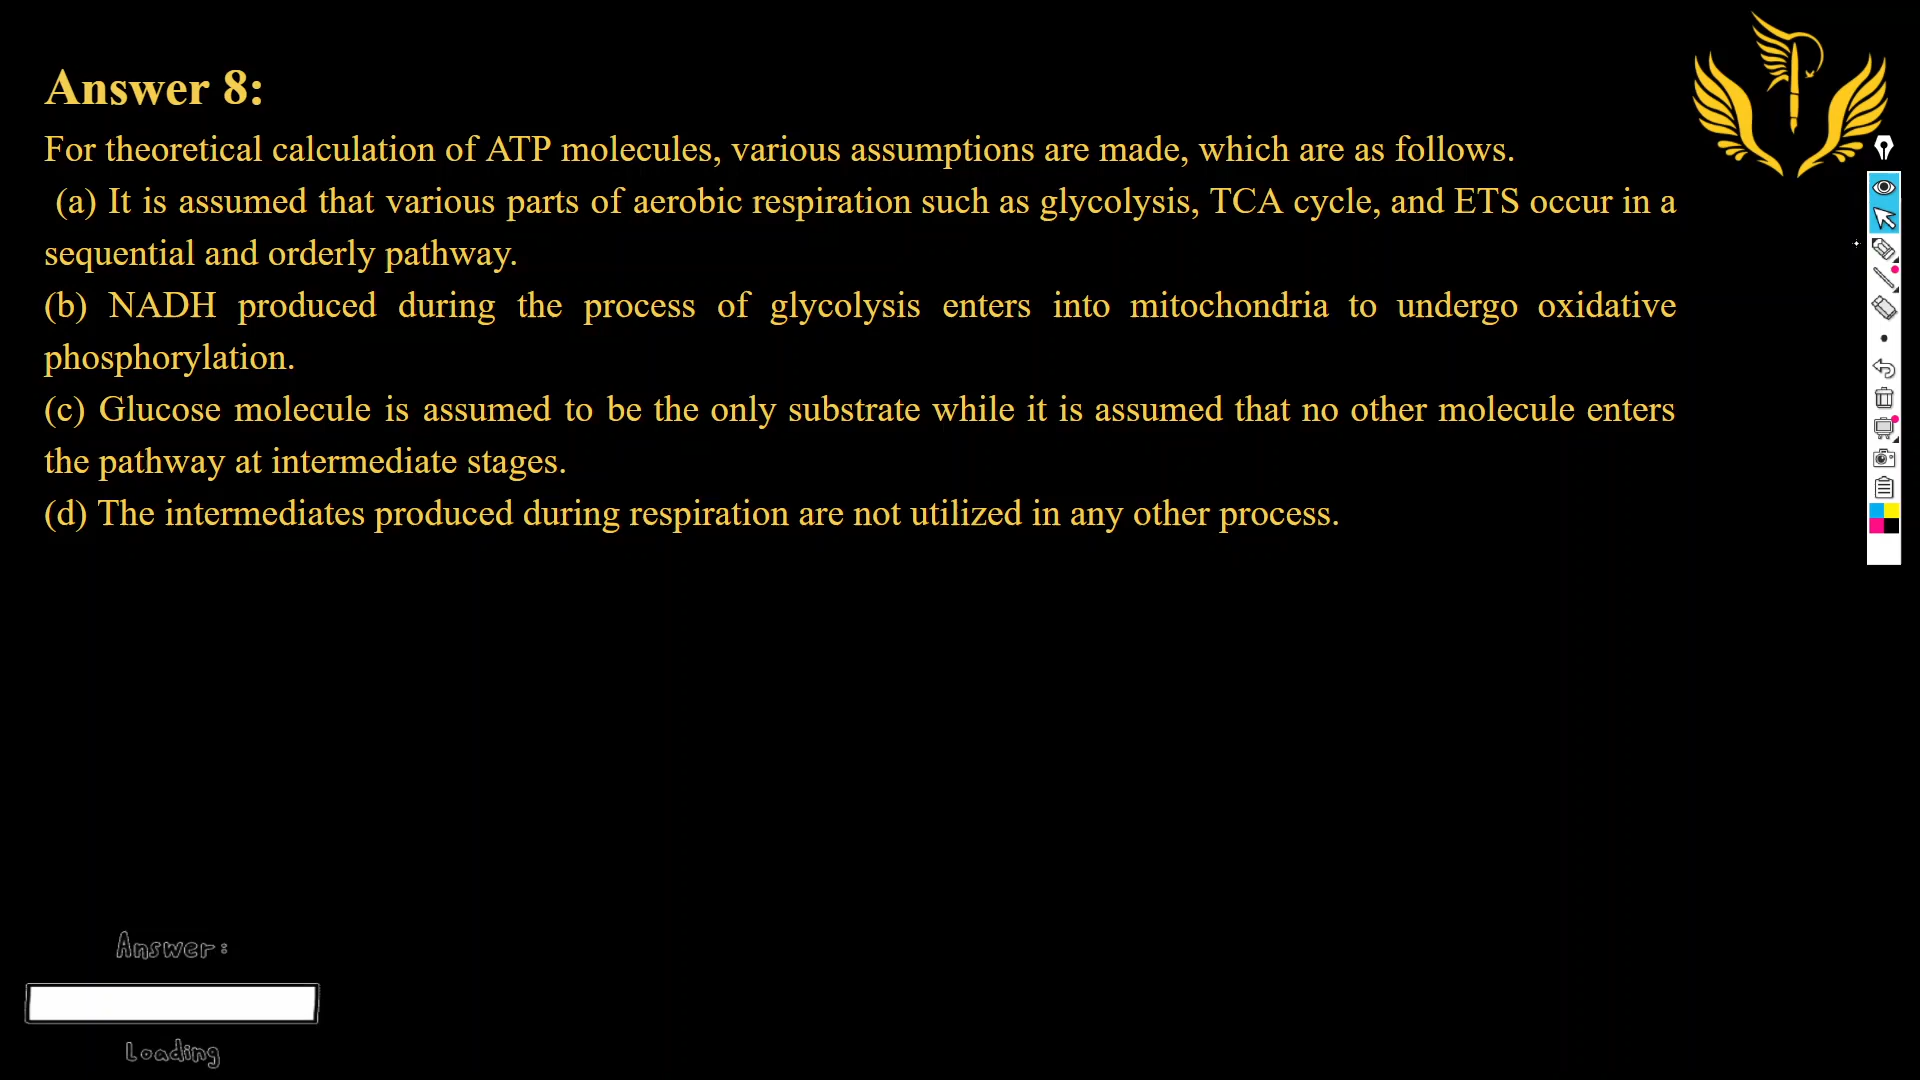 Answer 8:
For theoretical calculation of ATP molecules, various assumptions are made, which are as follows.
(a) It is assumed that various parts of aerobic respiration such as glycolysis, TCA cycle, and ETS occur in a
sequential and orderly pathway.
(b) NADH produced during the process of glycolysis enters into mitochondria to undergo oxidative
phosphorylation.
(c) Glucose molecule is assumed to be the only substrate while it is assumed that no other molecule enters
the pathway at intermediate stages.
(d) The intermediates produced during respiration are not utilized in any other process.
Answer:
Loading